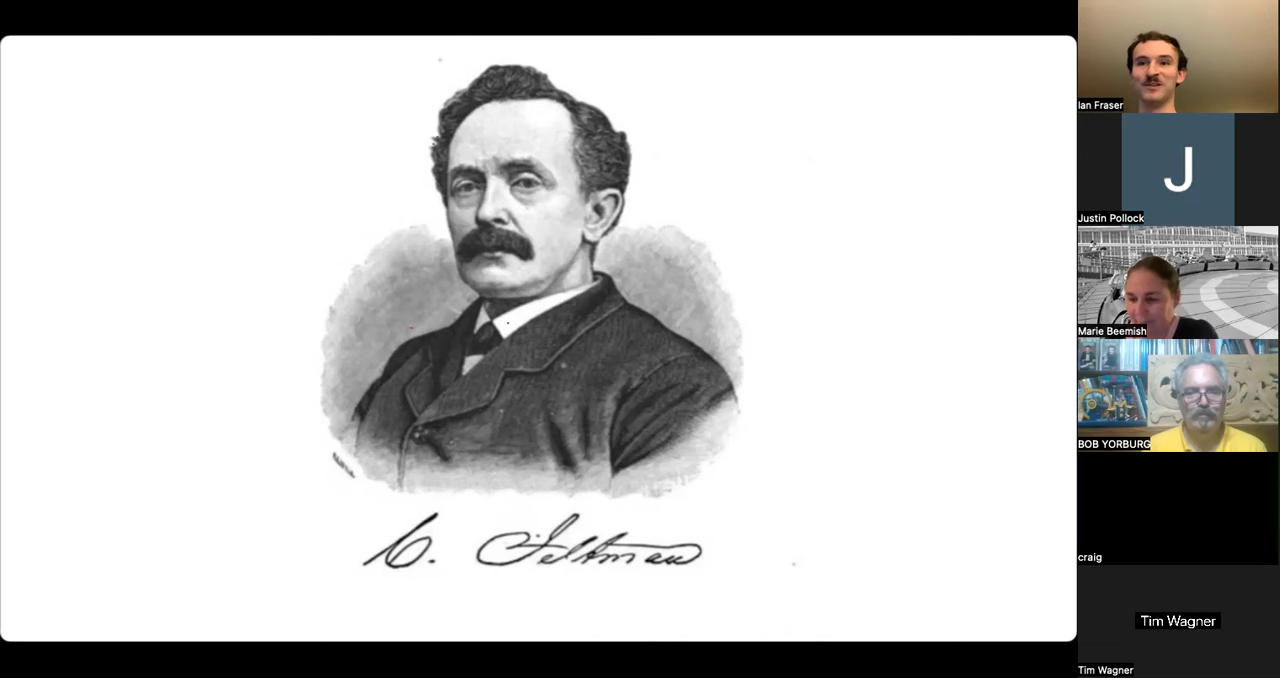 C. Feltman
Ian Fraser
J
Justin Pollock
Marie Beemish
BOB YORBURG
craig
Tim Wagner
Tim Wagner